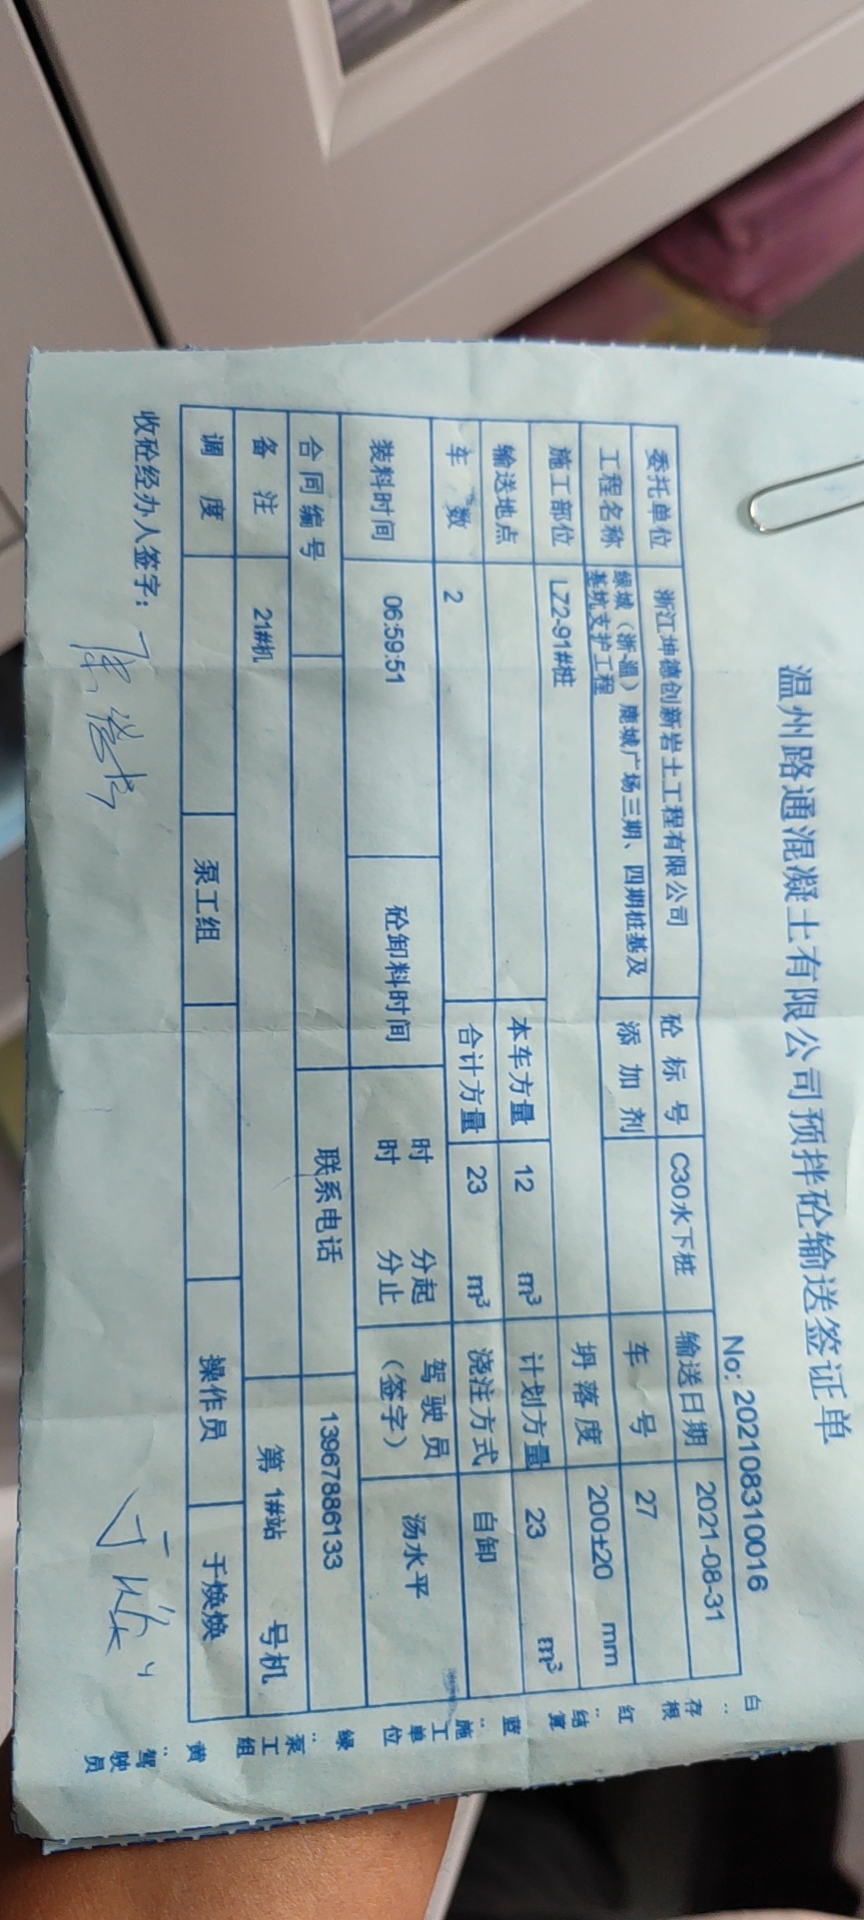 温州路通混凝土有限公司预拌砼输送签证单
No: 202108310016
委托单位 浙江坤德创新岩土工程有限公司 砼标号 C30水下桩 输送日期 2021-08-31
工程名称 绿城（浙-温）鹿城广场三期、四期桩基及 添加剂 车号 27
基坑支护工程
施工部位 LZ2-91#桩 坍落度 200±20 mm
输送地点 本车方量 12 m³ 计划方量 23 m³
车数 2 合计方量 23 m³ 浇注方式 自卸
装料时间 06:59:51 砼卸料时间 时 分起 驾驶员 汤水平
时 分止 （签字）
合同编号 联系电话 13967886133
备注 21#机 第 1#站 号机
调度 泵工组 操作员 于焕焕
收砼经办人签字：
白：存根 红：结算 蓝：施工单位 绿：泵工组 黄：驾驶员